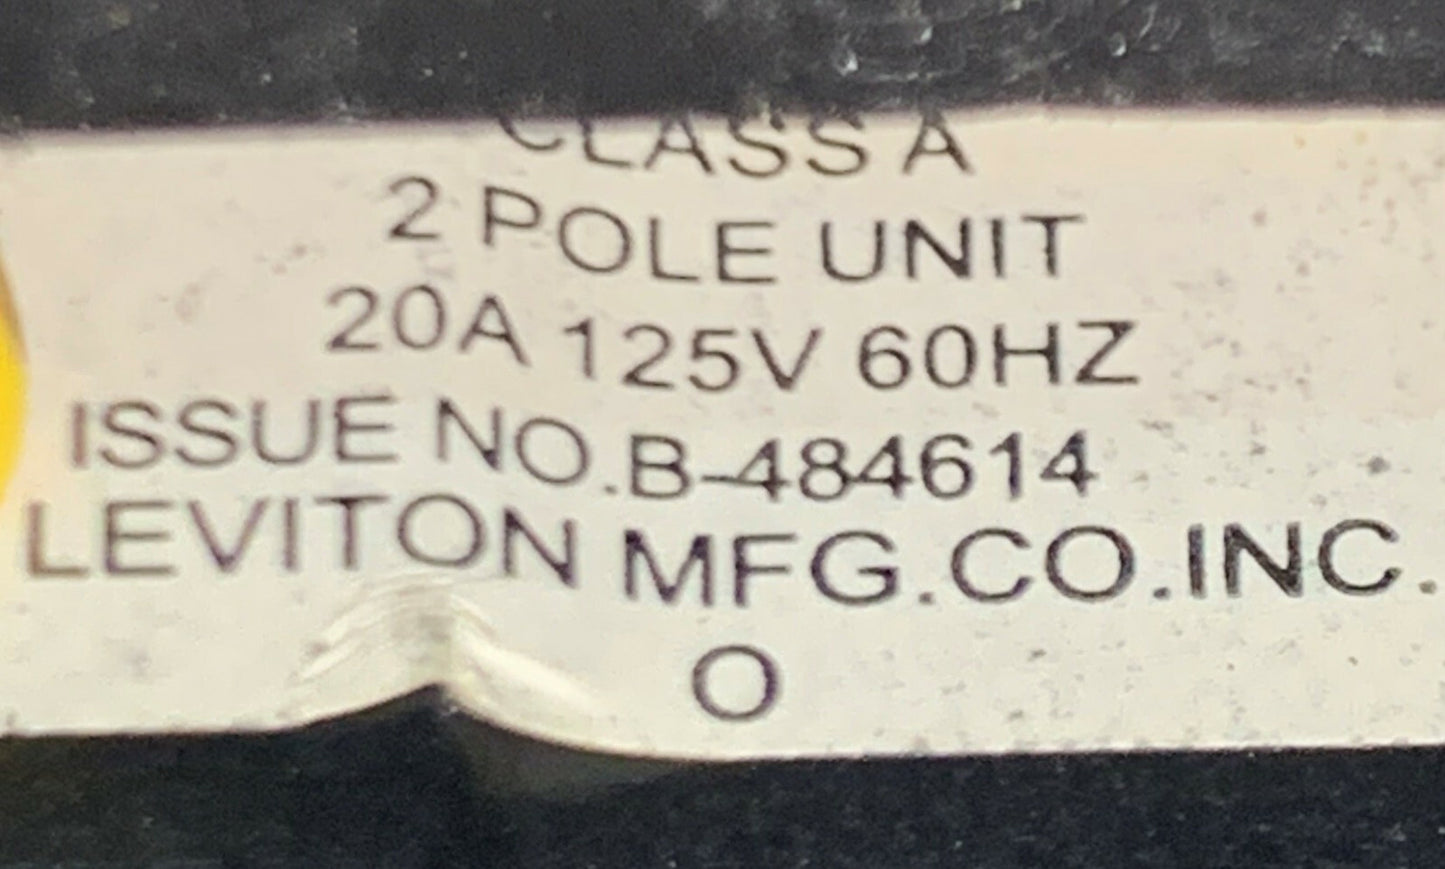 CLASS A
2 POLE UNIT
20A 125V 60HZ
ISSUE NO.B-484614
LEVITON MFG.CO.INC.
O